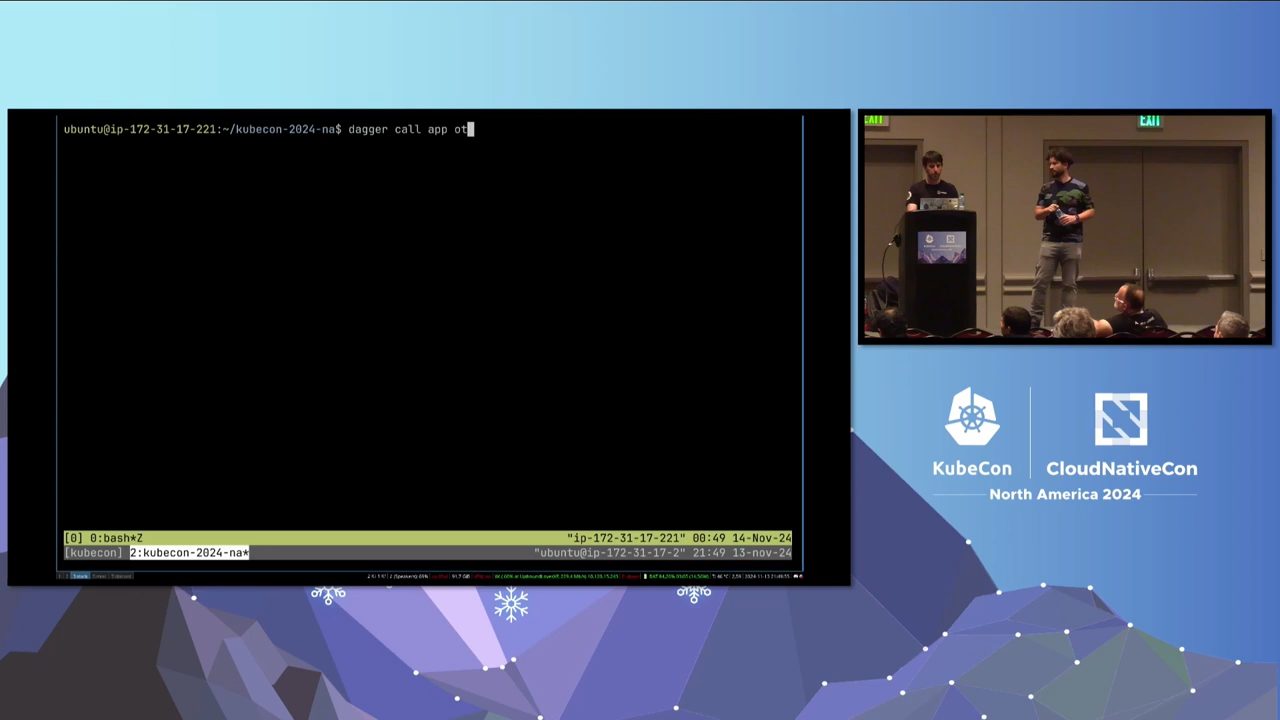 ubuntu@ip-172-31-17-221:~/kubecon-2024-na$ dagger call app ot
[0] 0:bash*Z "ip-172-31-17-221" 00:49 14-Nov-24
[kubecon] 2:kubecon-2024-na* "ubuntu@ip-172-31-17-2" 21:49 13-nov-24
EXIT
EXIT
KubeCon
CloudNativeCon
North America 2024